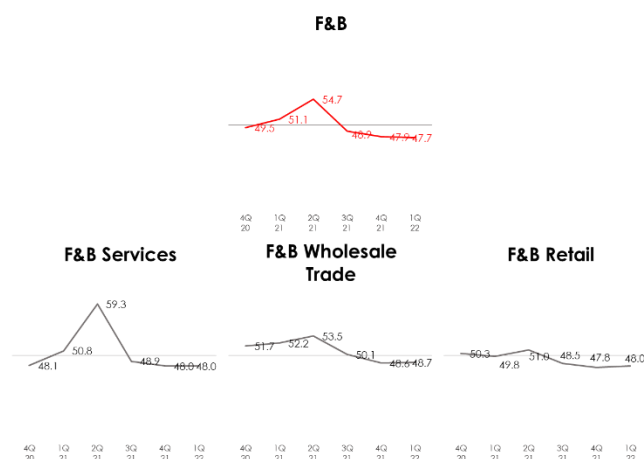 F&B
54.7
51.1
49.5
48.9
47.9
47.7
4Q 1Q 2Q 3Q 4Q 1Q
20 21 21 21 21 22
F&B Services
59.3
50.8
48.1
48.9
48.0
48.0
4Q 1Q 2Q 3Q 4Q 1Q
20 21 21 21 21 22
F&B Wholesale
Trade
51.7
52.2
53.5
50.1
48.6
48.7
4Q 1Q 2Q 3Q 4Q 1Q
20 21 21 21 21 22
F&B Retail
50.3
49.8
51.0
48.5
47.8
48.0
4Q 1Q 2Q 3Q 4Q 1Q
20 21 21 21 21 22